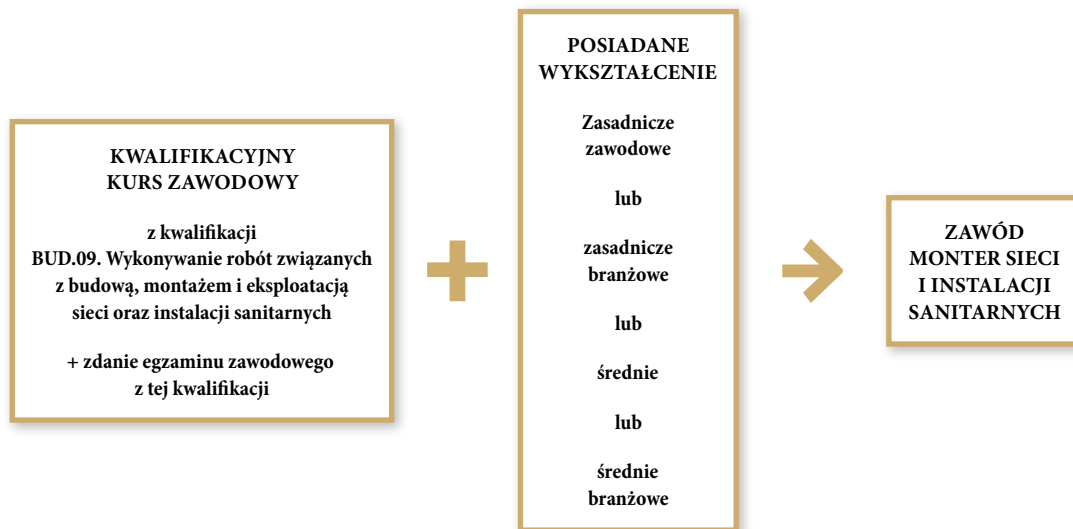 KWALIFIKACYJNY
KURS ZAWODOWY
z kwalifikacji
BUD.09. Wykonywanie robót związanych
z budową, montażem i eksploatacją
sieci oraz instalacji sanitarnych
+ zdanie egzaminu zawodowego
z tej kwalifikacji
POSIADANE
WYKSZTAŁCENIE
Zasadnicze
zawodowe
lub
zasadnicze
branżowe
lub
średnie
lub
średnie
branżowe
ZAWÓD
MONTER SIECI
I INSTALACJI
SANITARNYCH